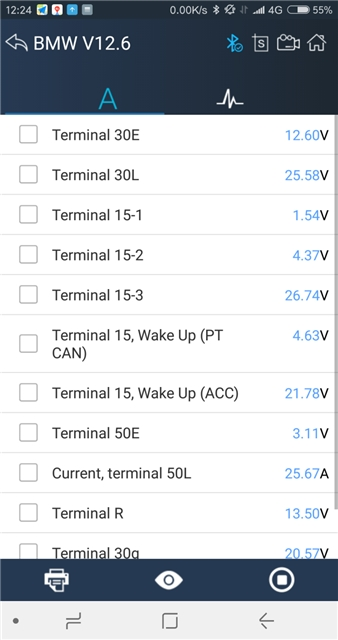 12:24 0.00K/s 4G 55%
BMW V12.6
S
A
Terminal 30E 12.60V
Terminal 30L 25.58V
Terminal 15-1 1.54V
Terminal 15-2 4.37V
Terminal 15-3 26.74V
Terminal 15, Wake Up (PT 4.63V
CAN)
Terminal 15, Wake Up (ACC) 21.78V
Terminal 50E 3.11V
Current, terminal 50L 25.67A
Terminal R 13.50V
Terminal 30g 20.57V